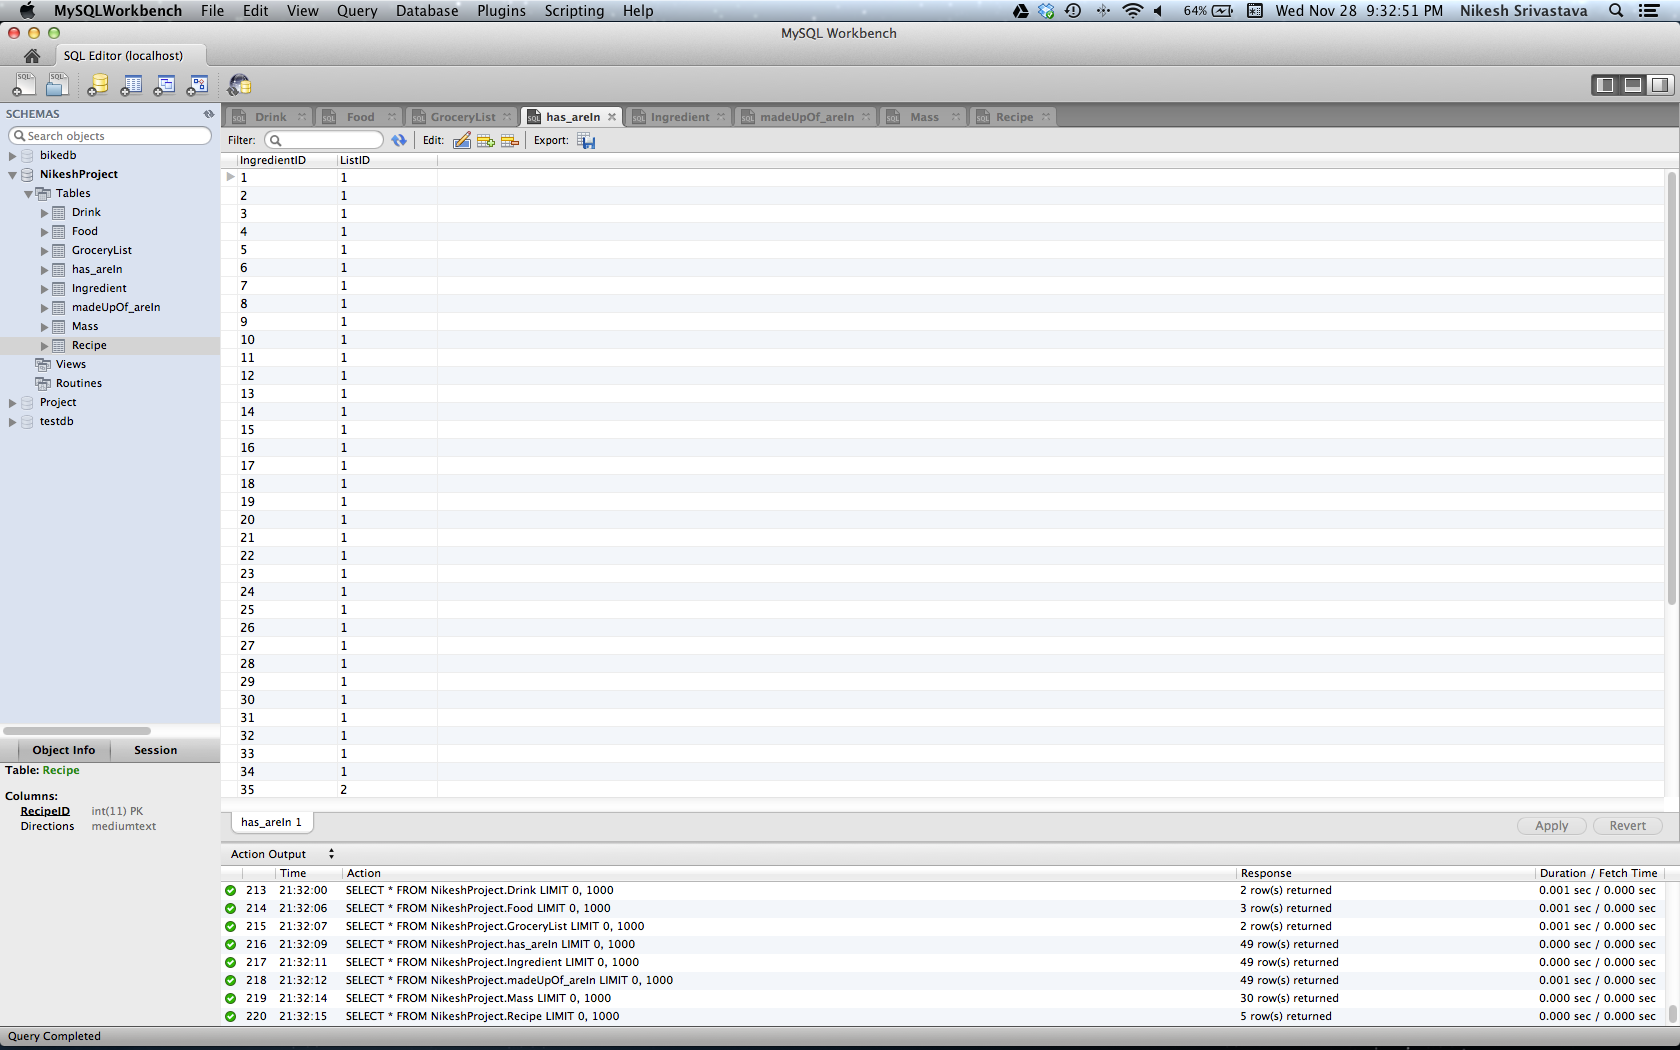 MySQLWorkbench File Edit View Query Database Plugins Scripting Help 64% Wed Nov 28 9:32:51 PM Nikesh Srivastava
MySQL Workbench
SQL Editor (localhost)
SCHEMAS
Search objects
bikedb
NikeshProject
Tables
Drink
Food
GroceryList
has_areIn
Ingredient
madeUpOf_areIn
Mass
Recipe
Views
Routines
Project
testdb
Object Info Session
Table: Recipe
Columns:
RecipeID int(11) PK
Directions mediumtext
Drink Food GroceryList has_areIn Ingredient madeUpOf_areIn Mass Recipe
Filter: Edit: Export:
IngredientID ListID
1 1
2 1
3 1
4 1
5 1
6 1
7 1
8 1
9 1
10 1
11 1
12 1
13 1
14 1
15 1
16 1
17 1
18 1
19 1
20 1
21 1
22 1
23 1
24 1
25 1
26 1
27 1
28 1
29 1
30 1
31 1
32 1
33 1
34 1
35 2
has_areIn 1
Apply Revert
Action Output
Time Action Response Duration / Fetch Time
213 21:32:00 SELECT * FROM NikeshProject.Drink LIMIT 0, 1000 2 row(s) returned 0.001 sec / 0.000 sec
214 21:32:06 SELECT * FROM NikeshProject.Food LIMIT 0, 1000 3 row(s) returned 0.001 sec / 0.000 sec
215 21:32:07 SELECT * FROM NikeshProject.GroceryList LIMIT 0, 1000 2 row(s) returned 0.001 sec / 0.000 sec
216 21:32:09 SELECT * FROM NikeshProject.has_areIn LIMIT 0, 1000 49 row(s) returned 0.000 sec / 0.000 sec
217 21:32:11 SELECT * FROM NikeshProject.Ingredient LIMIT 0, 1000 49 row(s) returned 0.000 sec / 0.000 sec
218 21:32:12 SELECT * FROM NikeshProject.madeUpOf_areIn LIMIT 0, 1000 49 row(s) returned 0.001 sec / 0.000 sec
219 21:32:14 SELECT * FROM NikeshProject.Mass LIMIT 0, 1000 30 row(s) returned 0.000 sec / 0.000 sec
220 21:32:15 SELECT * FROM NikeshProject.Recipe LIMIT 0, 1000 5 row(s) returned 0.000 sec / 0.000 sec
Query Completed